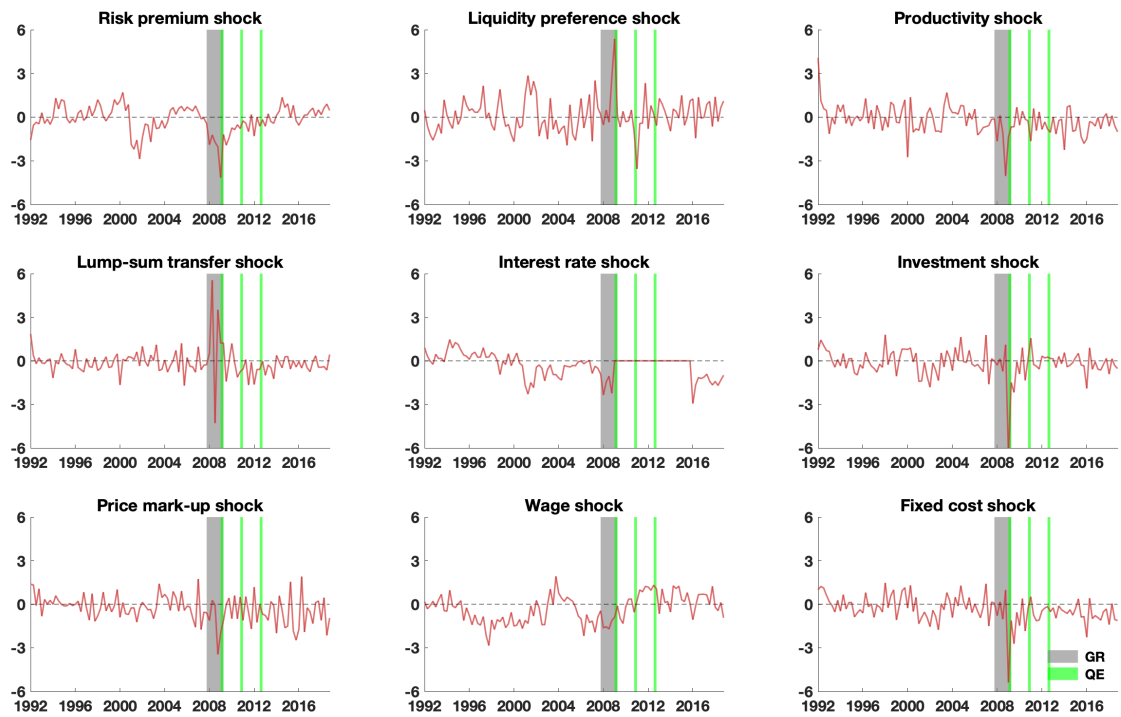 Risk premium shock
6
3
0
-3
-6
1992 1996 2000 2004 2008 2012 2016
Liquidity preference shock
6
3
0
-3
-6
1992 1996 2000 2004 2008 2012 2016
Productivity shock
6
3
0
-3
-6
1992 1996 2000 2004 2008 2012 2016
Lump-sum transfer shock
6
3
0
-3
-6
1992 1996 2000 2004 2008 2012 2016
Interest rate shock
6
3
0
-3
-6
1992 1996 2000 2004 2008 2012 2016
Investment shock
6
3
0
-3
-6
1992 1996 2000 2004 2008 2012 2016
Price mark-up shock
6
3
0
-3
-6
1992 1996 2000 2004 2008 2012 2016
Wage shock
6
3
0
-3
-6
1992 1996 2000 2004 2008 2012 2016
Fixed cost shock
6
3
0
-3
-6
1992 1996 2000 2004 2008 2012 2016
GR
QE